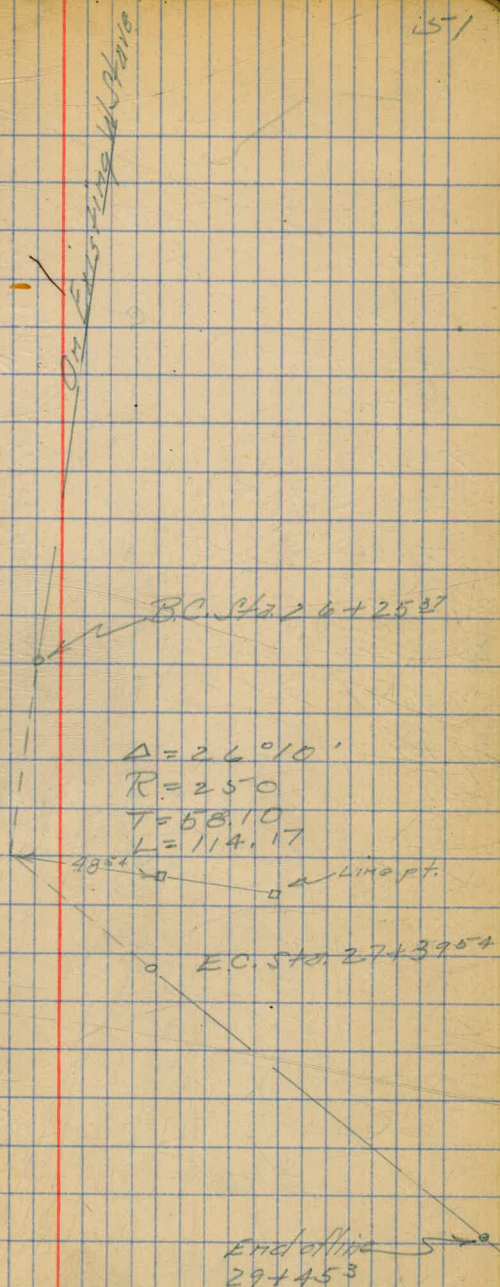 151
On Existing W. Stave
B.C. Sta. 26+25³⁷
Δ = 26°10'
R = 250
T = 58.10
L = 114.17
48⁵⁴
Line pt.
E.C. Sta. 27+39⁵⁴
End of line
29+45³